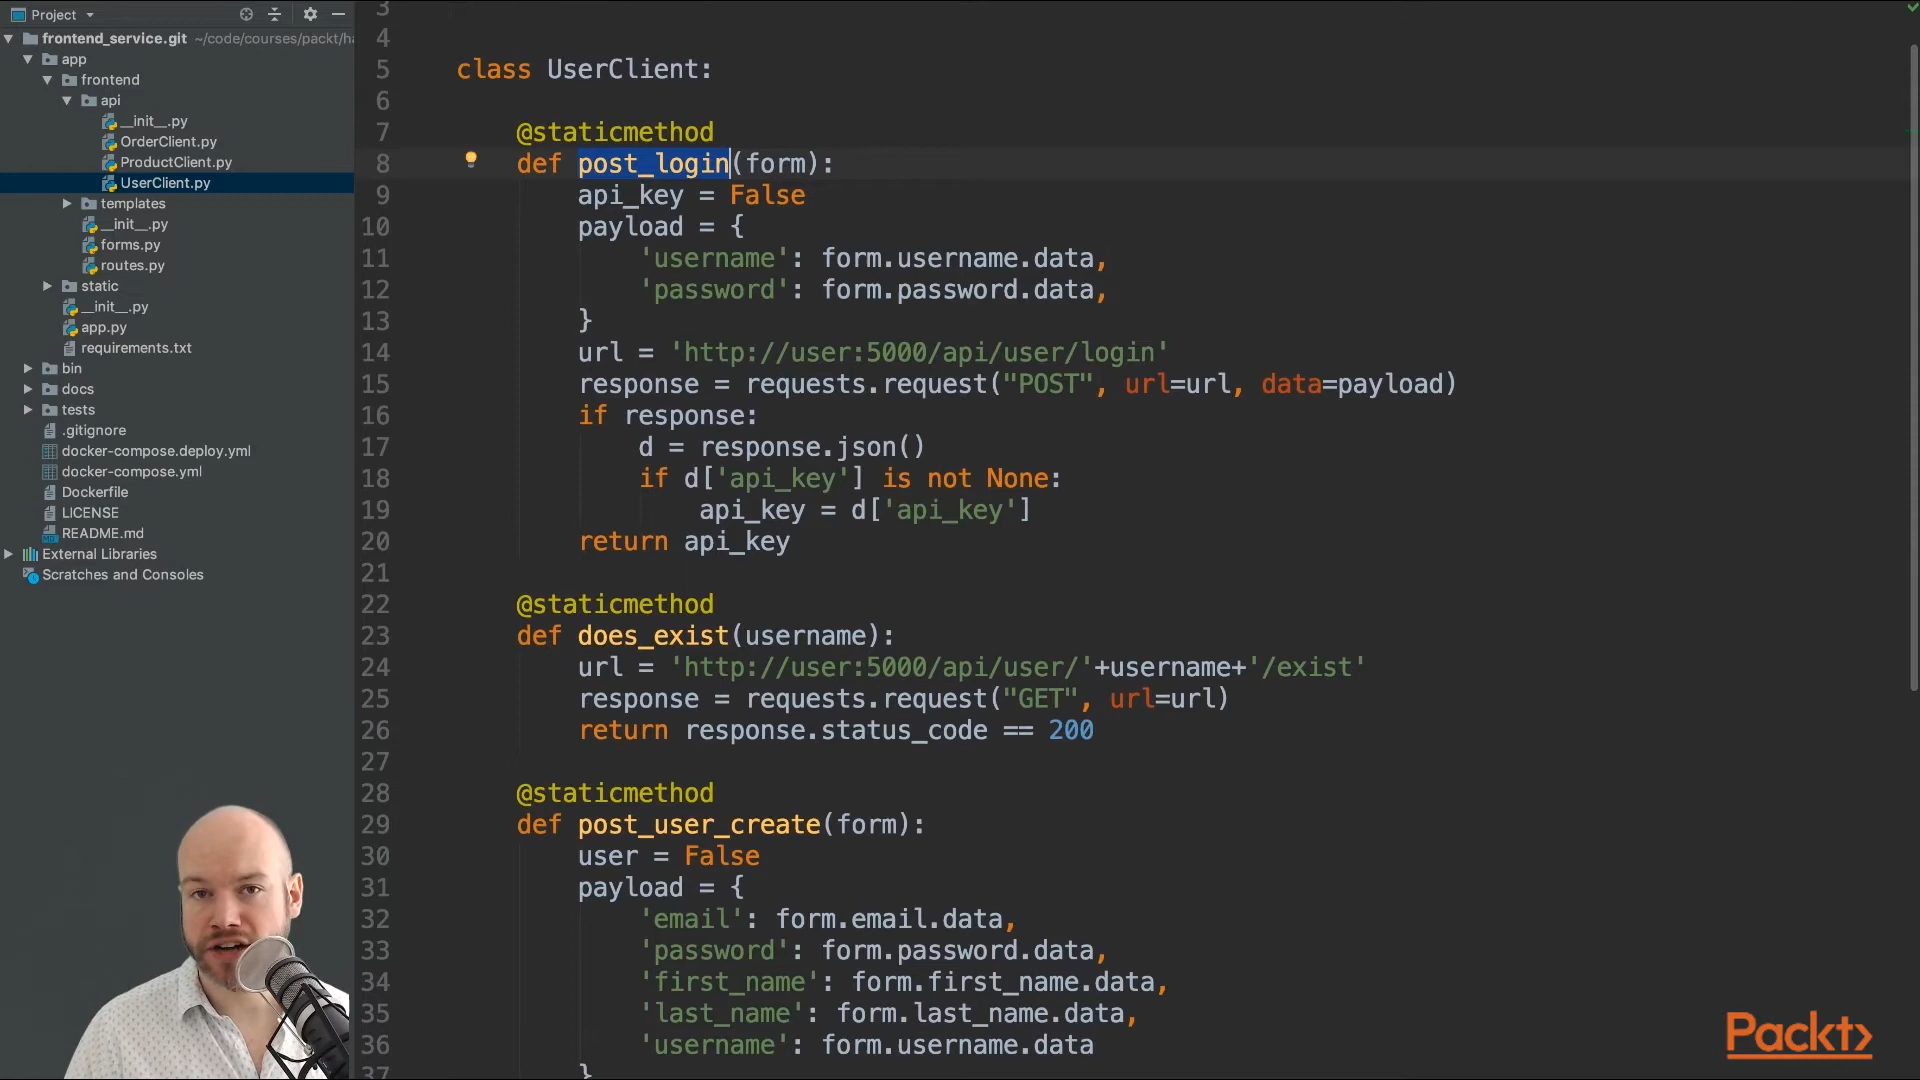 Project
frontend_service.git ~/code/courses/packt/ha
app
frontend
api
__init__.py
OrderClient.py
ProductClient.py
UserClient.py
templates
__init__.py
forms.py
routes.py
static
__init__.py
app.py
requirements.txt
bin
docs
tests
.gitignore
docker-compose.deploy.yml
docker-compose.yml
Dockerfile
LICENSE
README.md
External Libraries
Scratches and Consoles
3
4
5 class UserClient:
6
7 @staticmethod
8 def post_login(form):
9 api_key = False
10 payload = {
11 'username': form.username.data,
12 'password': form.password.data,
13 }
14 url = 'http://user:5000/api/user/login'
15 response = requests.request("POST", url=url, data=payload)
16 if response:
17 d = response.json()
18 if d['api_key'] is not None:
19 api_key = d['api_key']
20 return api_key
21
22 @staticmethod
23 def does_exist(username):
24 url = 'http://user:5000/api/user/'+username+'/exist'
25 response = requests.request("GET", url=url)
26 return response.status_code == 200
27
28 @staticmethod
29 def post_user_create(form):
30 user = False
31 payload = {
32 'email': form.email.data,
33 'password': form.password.data,
34 'first_name': form.first_name.data,
35 'last_name': form.last_name.data,
36 'username': form.username.data
37 }
Packt>